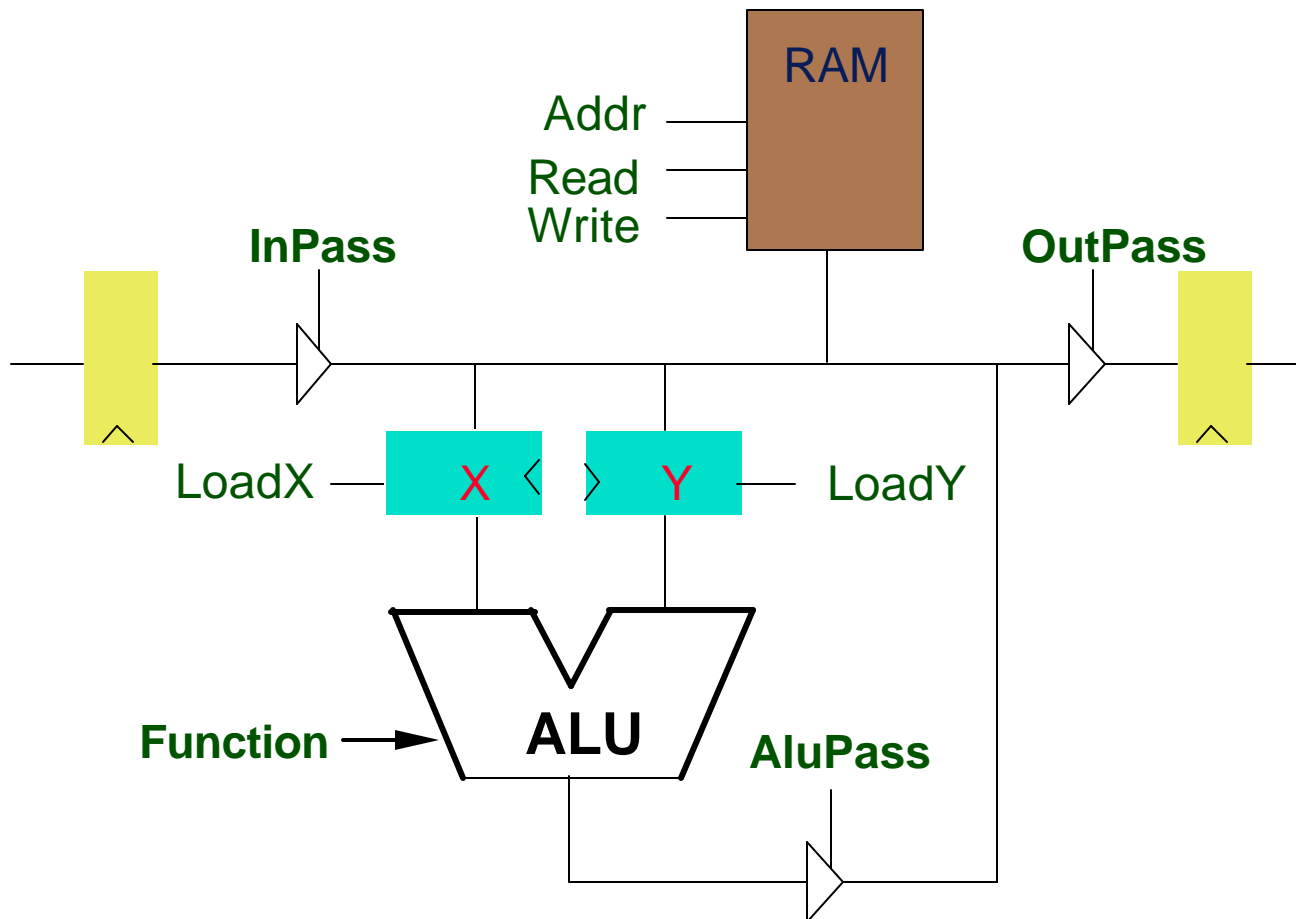 RAM
Addr
Read
Write
InPass
OutPass
LoadX
X
Y
LoadY
Function
ALU
AluPass